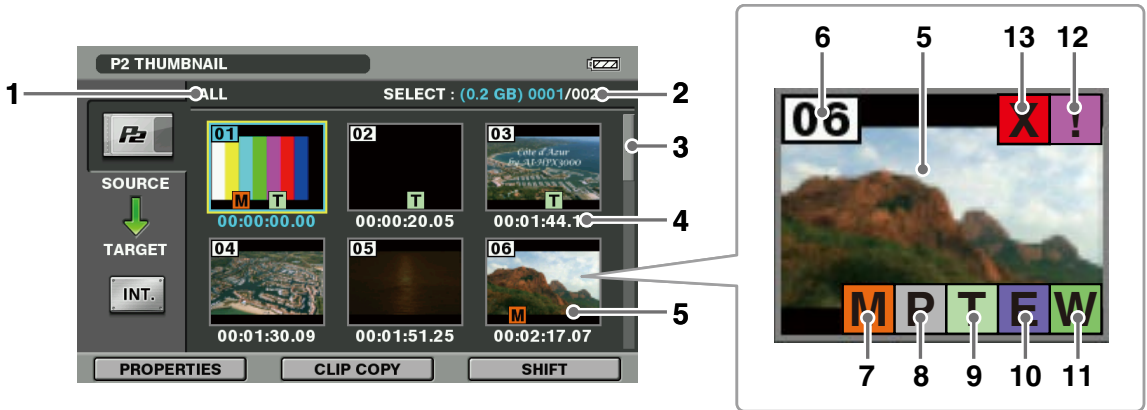 6 5 13 12
P2 THUMBNAIL
1 ALL SELECT : (0.2 GB) 0001/002 2
P2 01 02 03
Côte d'Azur
by AJ-HPX3000
3
M T T T
SOURCE
00:00:00.00 00:00:20.05 00:01:44.1 4
TARGET
04 05 06
INT.
M 5
00:01:30.09 00:01:51.25 00:02:17.07
PROPERTIES CLIP COPY SHIFT
06 X !
M P T E W
7 8 9 10 11